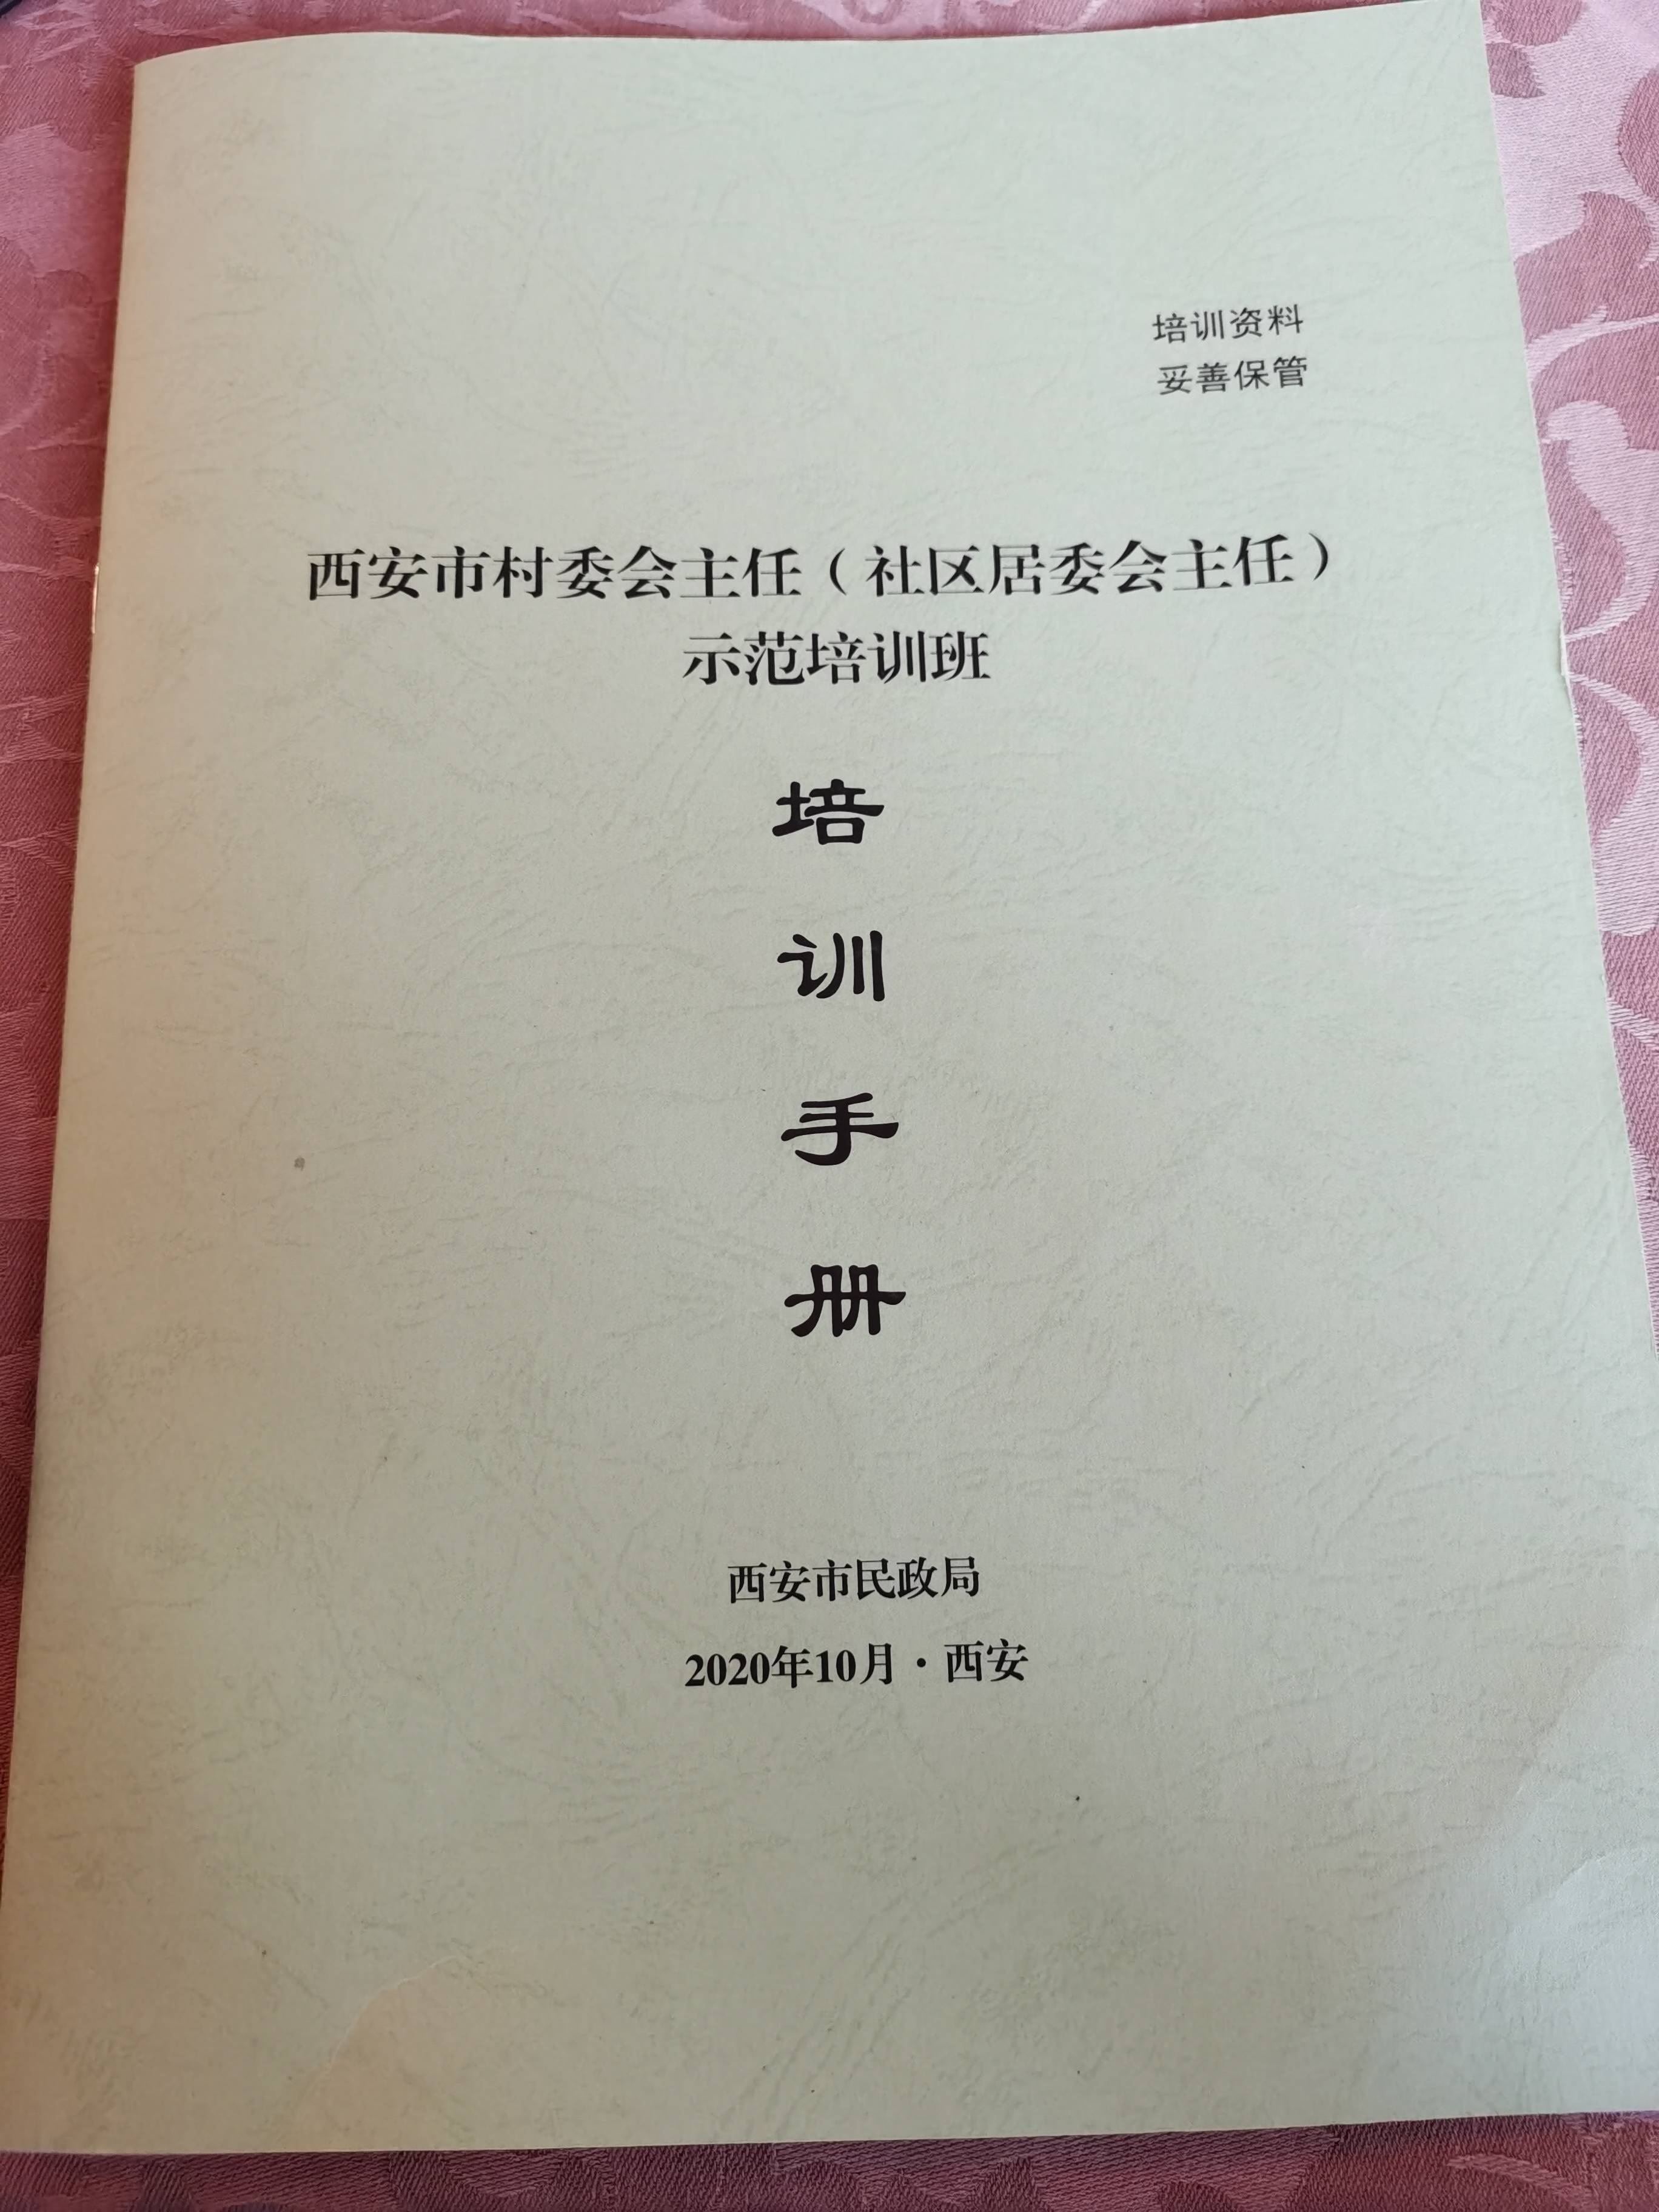 培训资料
妥善保管
西安市村委会主任（社区居委会主任）
示范培训班
培
训
手
册
西安市民政局
2020年10月·西安